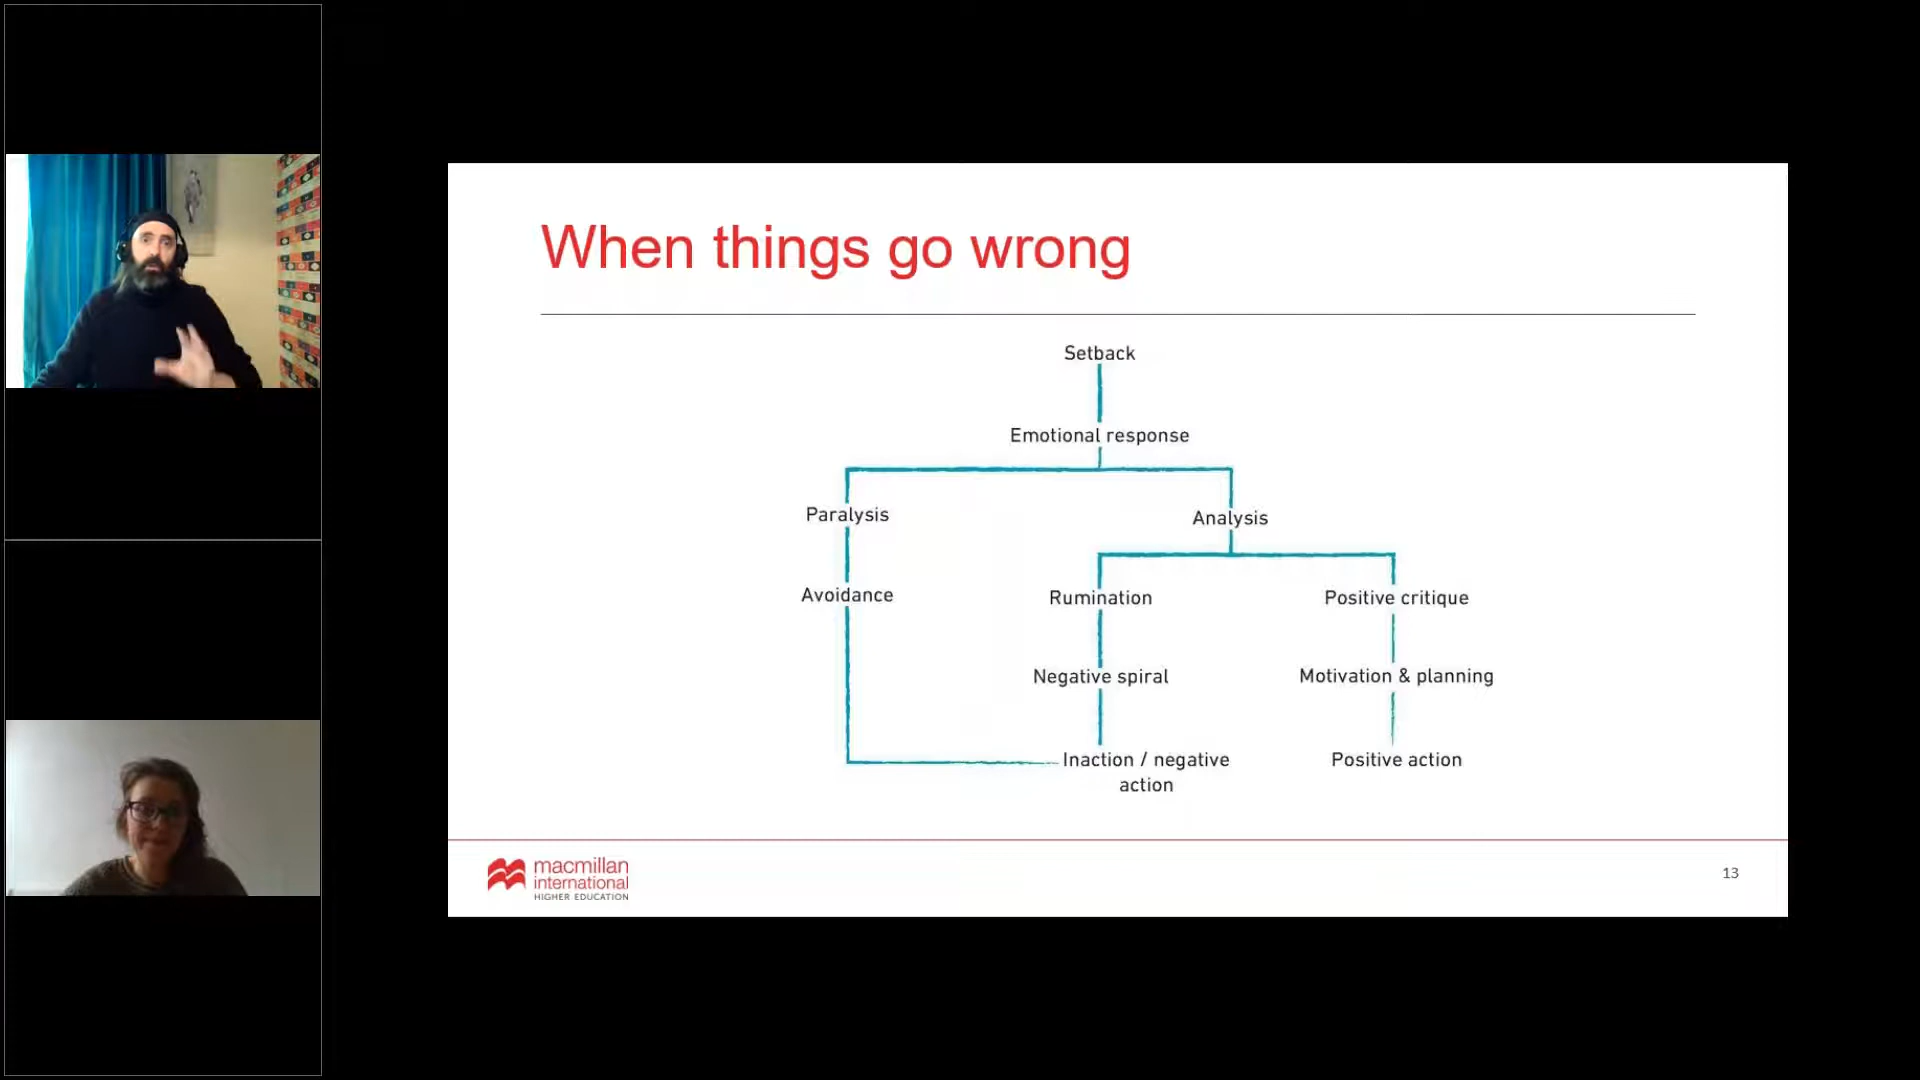 When things go wrong
Setback
Emotional response
Paralysis
Analysis
Avoidance
Rumination
Positive critique
Negative spiral
Motivation & planning
Inaction / negative
action
Positive action
macmillan
international
HIGHER EDUCATION
13